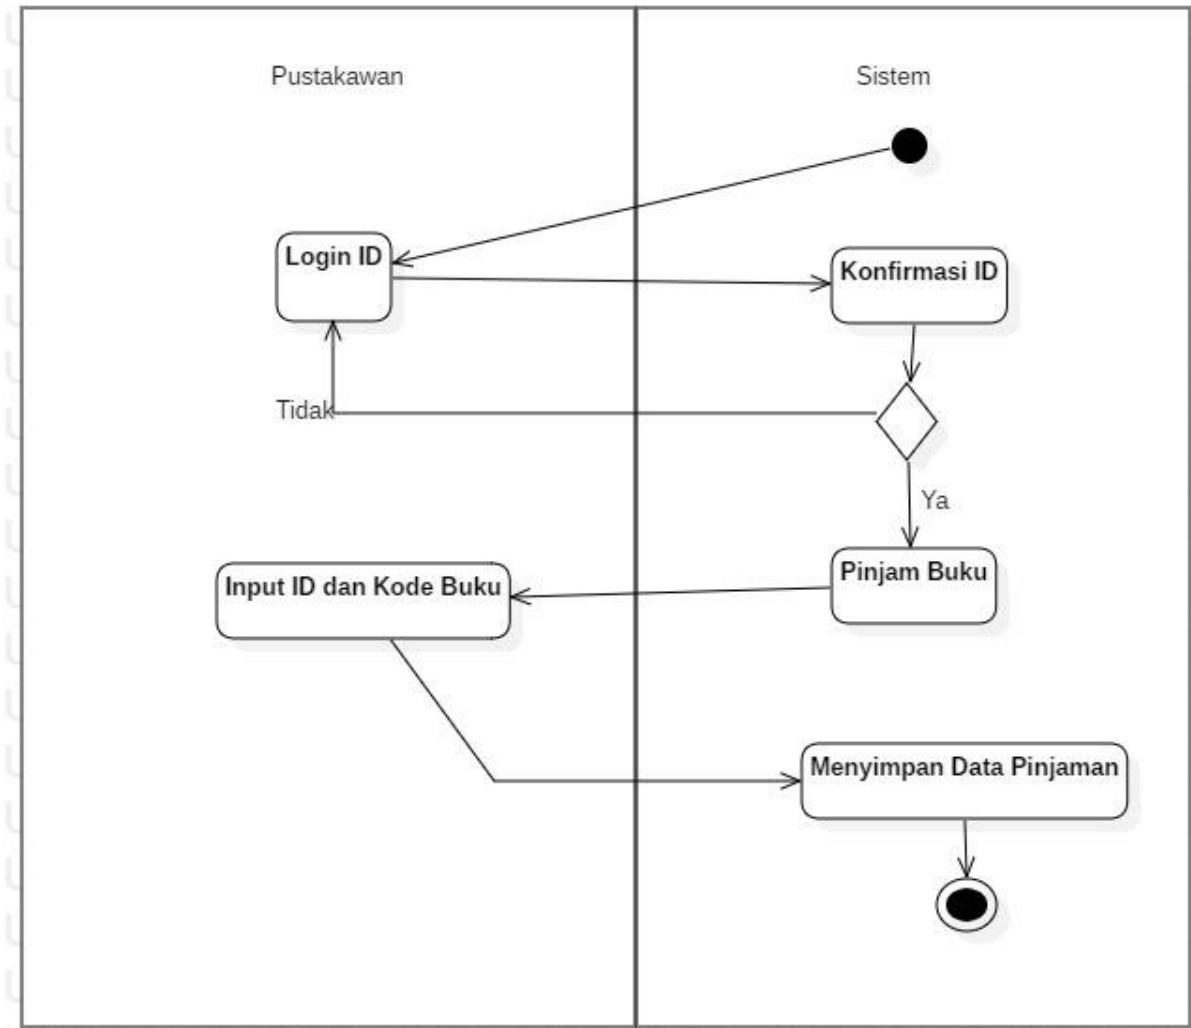 Pustakawan
Sistem
Login ID
Konfirmasi ID
Tidak
Ya
Pinjam Buku
Input ID dan Kode Buku
Menyimpan Data Pinjaman